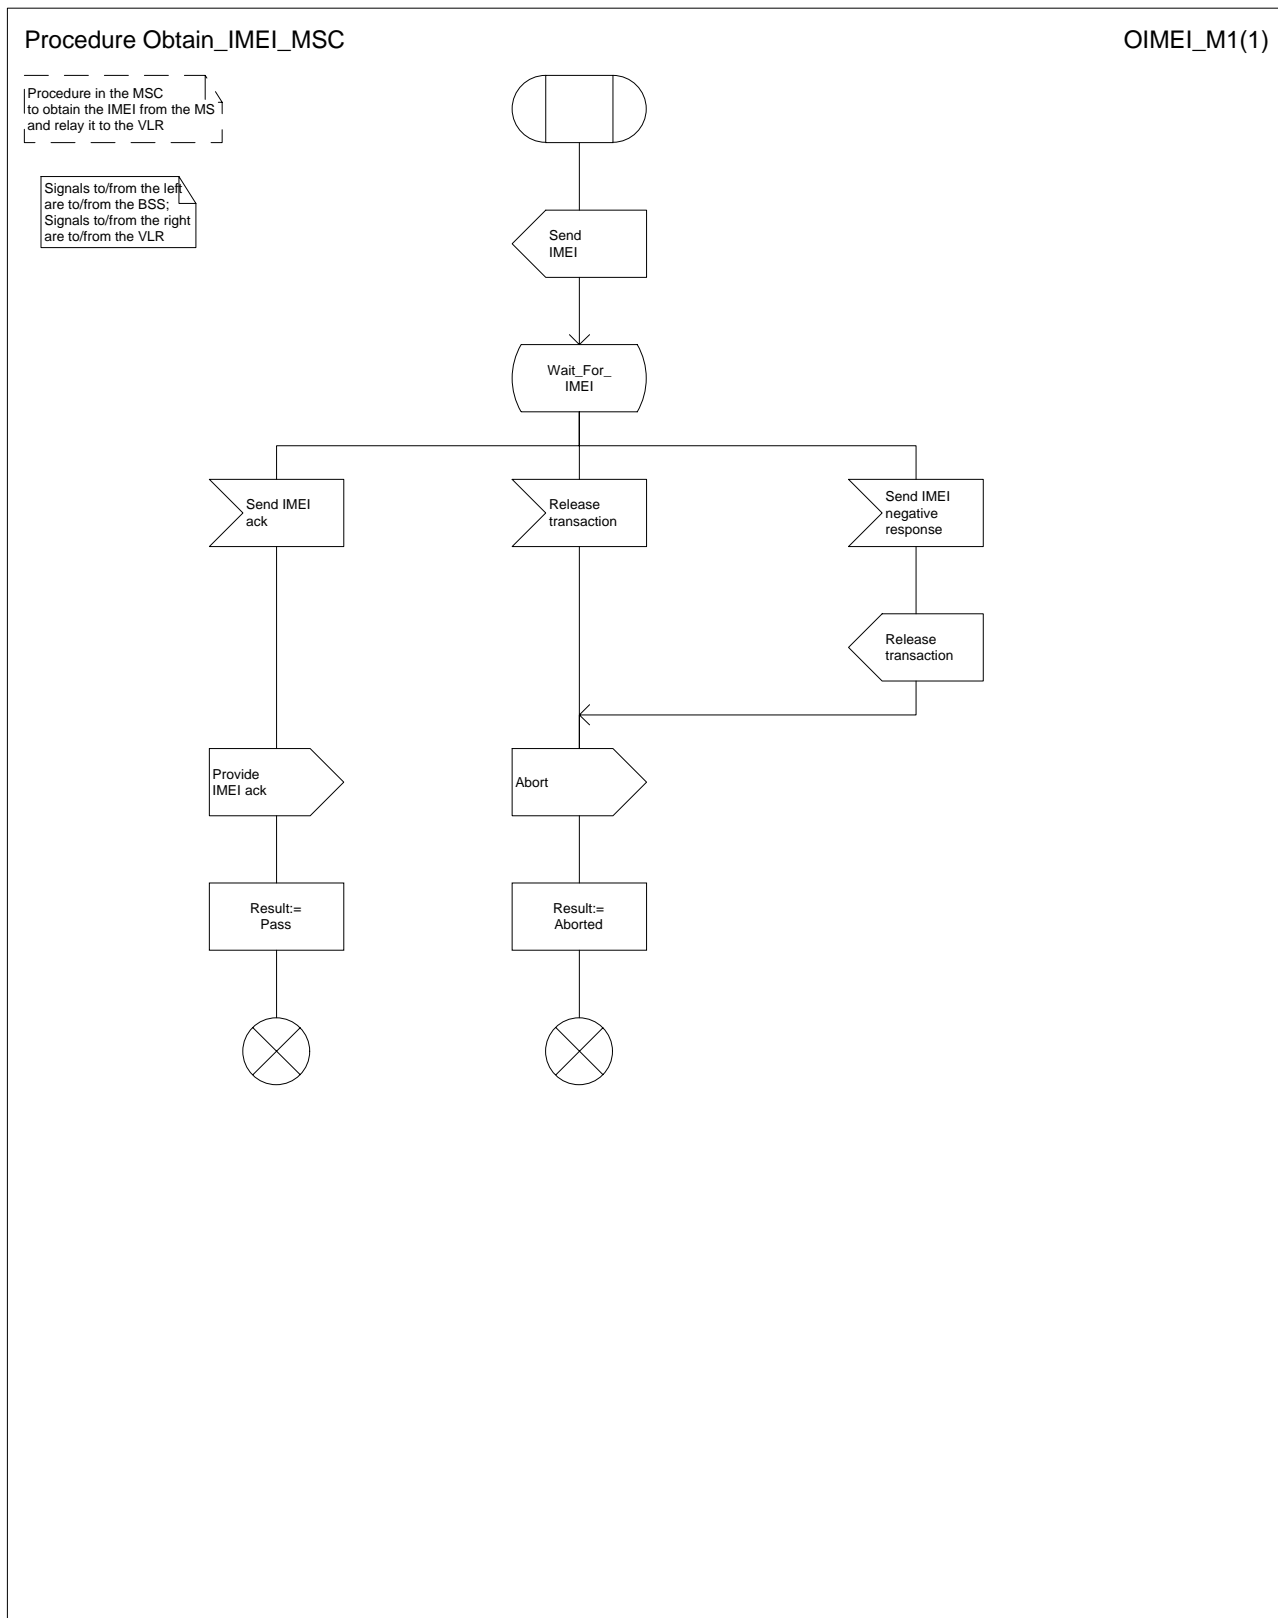 Procedure Obtain_IMEI_MSC
OIMEI_M1(1)
Procedure in the MSC
to obtain the IMEI from the MS
and relay it to the VLR
Signals to/from the left
are to/from the BSS;
Signals to/from the right
are to/from the VLR
Send
IMEI
Wait_For_
IMEI
Send IMEI
ack
Release
transaction
Send IMEI
negative
response
Release
transaction
Provide
IMEI ack
Abort
Result:=
Pass
Result:=
Aborted